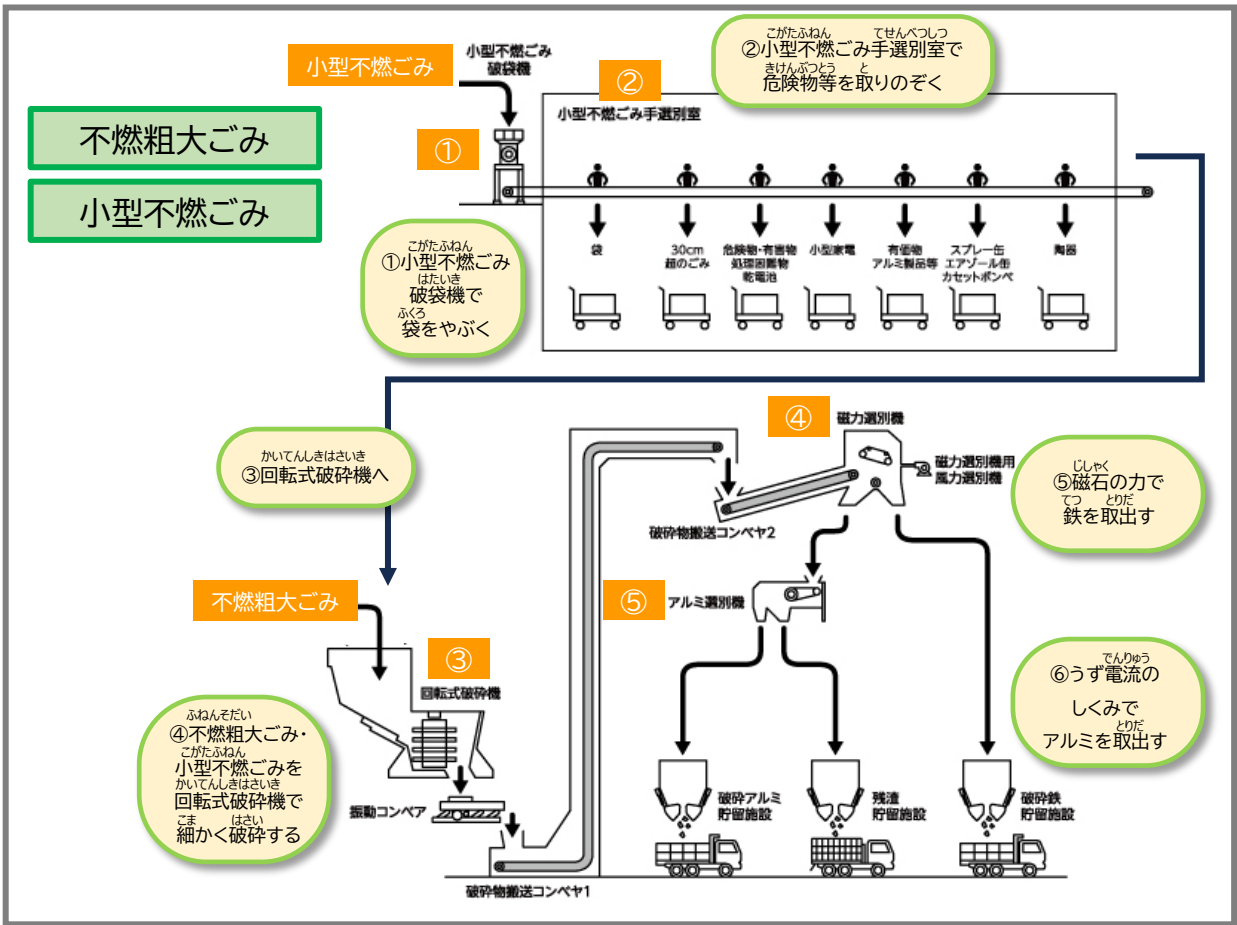 不燃粗大ごみ
小型不燃ごみ
小型不燃ごみ
小型不燃ごみ
破袋機
①
②
こがたふねん てせんべつしつ
②小型不燃ごみ手選別室で
きけんぶつとう と
危険物等を取りのぞく
小型不燃ごみ手選別室
袋
30cm
超のごみ
危険物・有害物
処理困難物
乾電池
小型家電
有価物
アルミ製品等
スプレー缶
エアゾール缶
カセットボンベ
陶器
こがたふねん
①小型不燃ごみ
はたいき
破袋機で
ふくろ
袋をやぶく
かいてんしきはさいき
③回転式破砕機へ
不燃粗大ごみ
③
回転式破砕機
ふねんそだい
④不燃粗大ごみ・
こがたふねん
小型不燃ごみを
かいてんしきはさいき
回転式破砕機で
こま はさい
細かく破砕する
振動コンベア
破砕物搬送コンベヤ1
破砕物搬送コンベヤ2
④
磁力選別機
磁力選別機用
風力選別機
じしゃく
⑤磁石の力で
てつ とりだ
鉄を取出す
⑤
アルミ選別機
でんりゅう
⑥うず電流の
しくみで
とりだ
アルミを取出す
破砕アルミ
貯留施設
残渣
貯留施設
破砕鉄
貯留施設